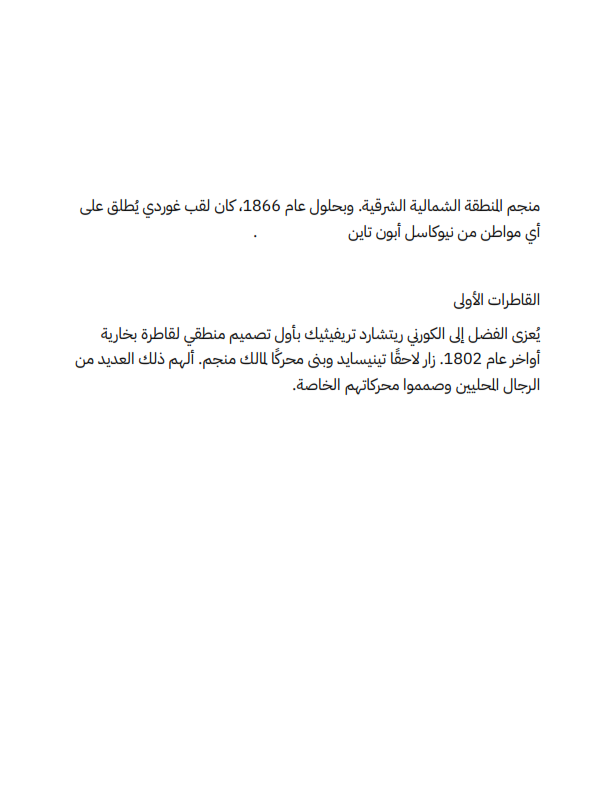 منجم المنطقة الشمالية الشرقية. وبحلول عام 1866، كان لقب غوردي يُطلق على
أي مواطن من نيوكاسل أبون تاين .
القاطرات الأولى
يُعزى الفضل إلى الكورني ريتشارد تريفيثيك بأول تصميم منطقي لقاطرة بخارية
أواخر عام 1802. زار لاحقًا تينيسايد وبنى محركًا لمالك منجم. ألهم ذلك العديد من
الرجال المحليين وصمموا محركاتهم الخاصة.